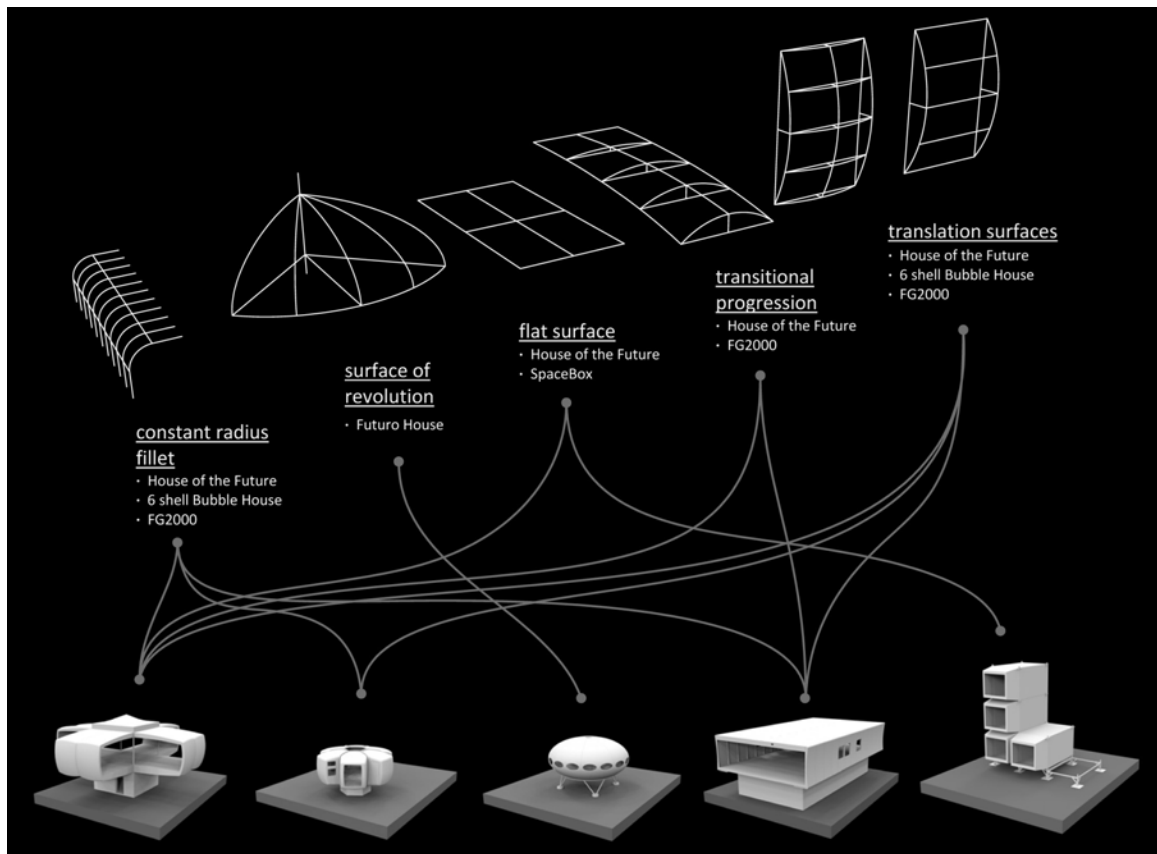 constant radius
fillet
· House of the Future
· 6 shell Bubble House
· FG2000
surface of
revolution
· Futuro House
flat surface
· House of the Future
· SpaceBox
transitional
progression
· House of the Future
· FG2000
translation surfaces
· House of the Future
· 6 shell Bubble House
· FG2000